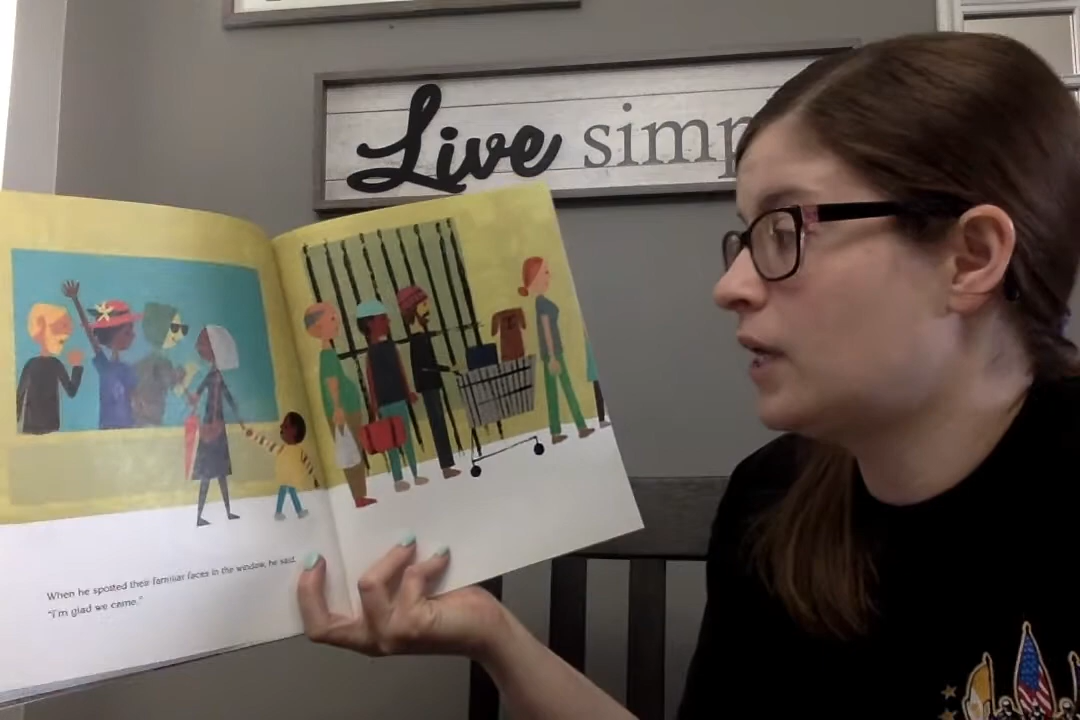 Live simp
When he spotted their familiar faces in the window, he said,
"I'm glad we came."